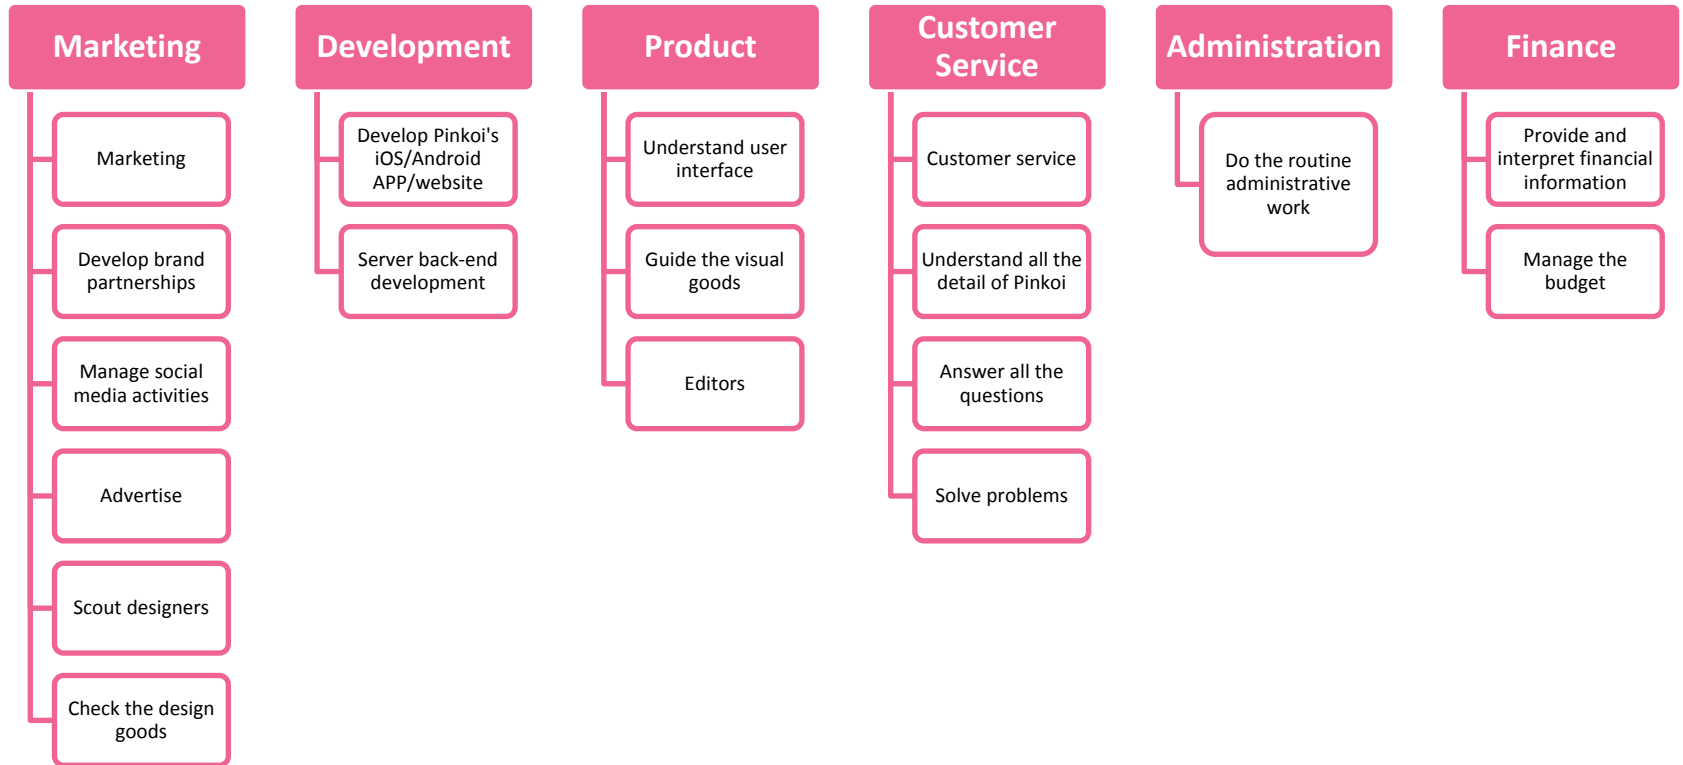 Marketing
Marketing
Develop brand
partnerships
Manage social
media activities
Advertise
Scout designers
Check the design
goods
Development
Develop Pinkoi's
iOS/Android
APP/website
Server back-end
development
Product
Understand user
interface
Guide the visual
goods
Editors
Customer
Service
Customer service
Understand all the
detail of Pinkoi
Answer all the
questions
Solve problems
Administration
Do the routine
administrative
work
Finance
Provide and
interpret financial
information
Manage the
budget